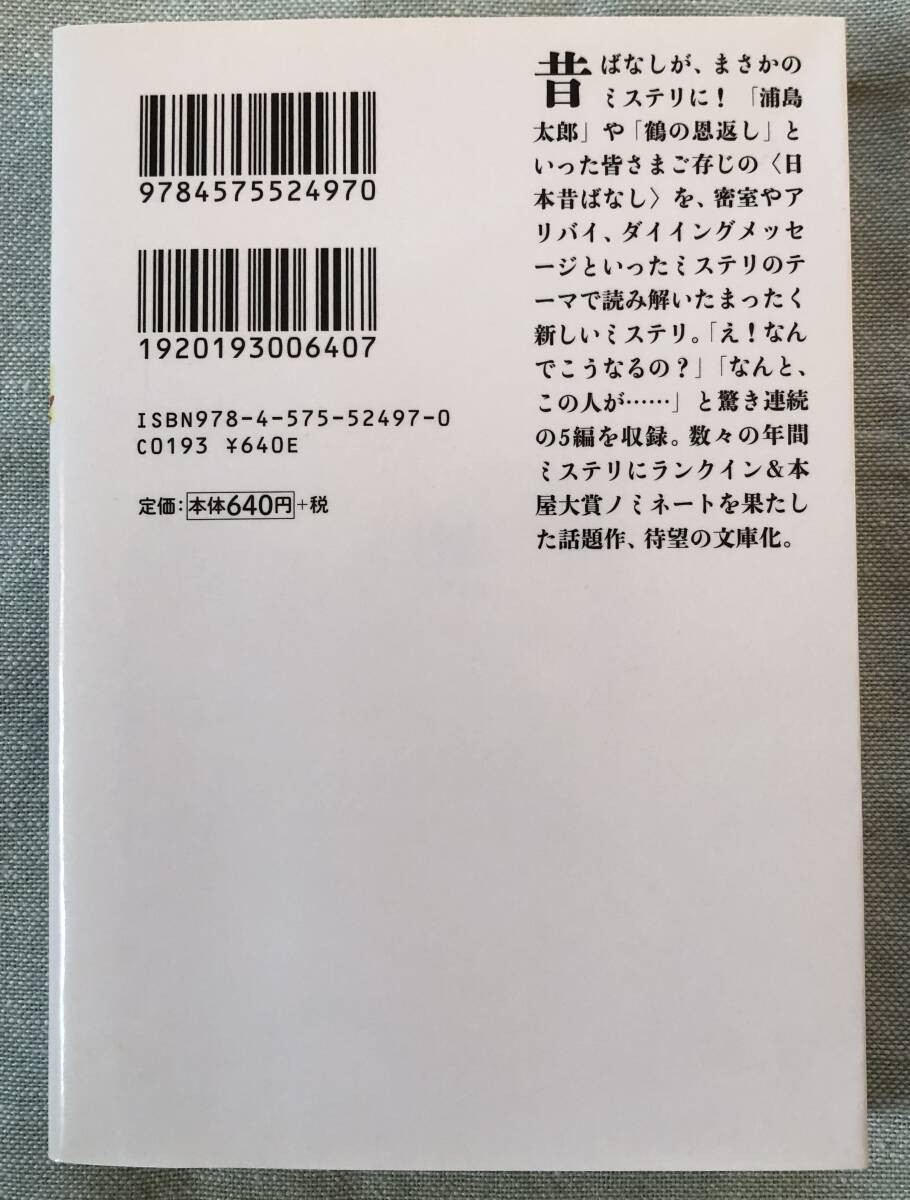 9784575524970
1920193006407
ISBN978-4-575-52497-0
C0193 ¥640E
定価：本体640円+税
昔ばなしが、まさかの
ミステリに！「浦島
太郎」や「鶴の恩返し」と
いった皆さまご存じの〈日
本昔ばなし〉を、密室やア
リバイ、ダイイングメッセ
ージといったミステリのテ
ーマで読み解いたまったく
新しいミステリ。「え！なん
でこうなるの？」「なんと、
この人が……」と驚き連続
の5編を収録。数々の年間
ミステリにランクイン＆本
屋大賞ノミネートを果たし
た話題作、待望の文庫化。